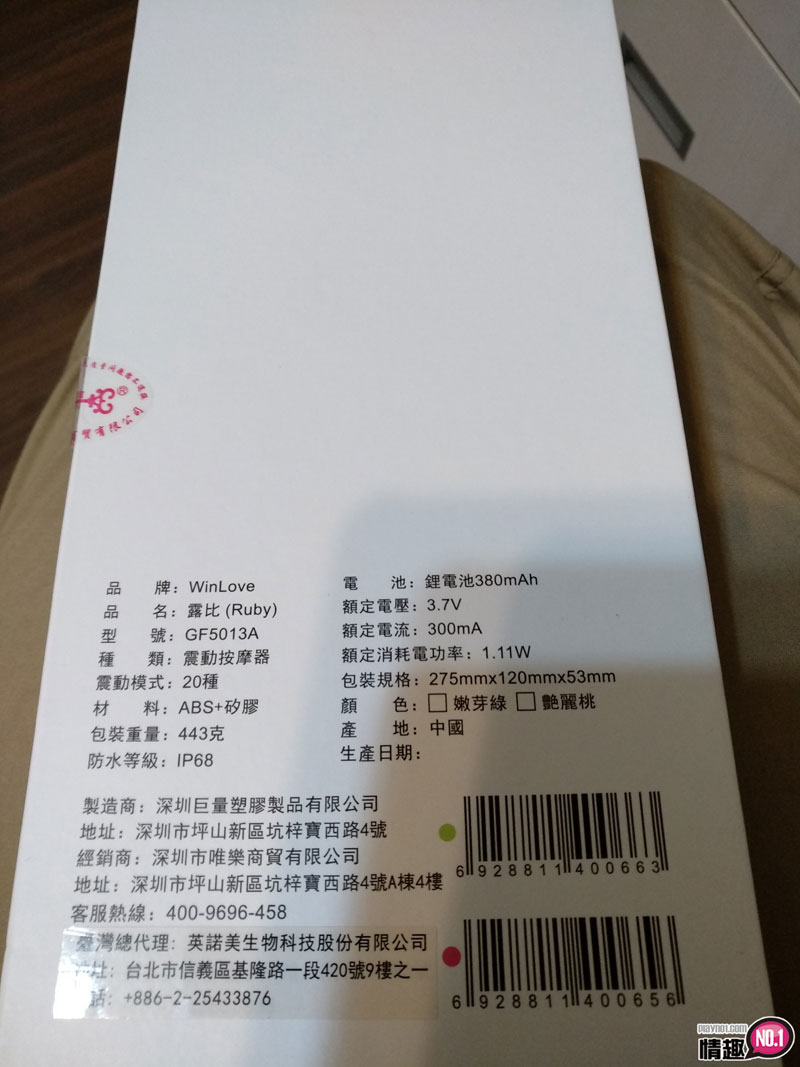 品 牌：WinLove
品 名：露比 (Ruby)
型 號：GF5013A
種 類：震動按摩器
震動模式：20種
材 料：ABS+矽膠
包裝重量：443克
防水等級：IP68
電 池：鋰電池380mAh
額定電壓：3.7V
額定電流：300mA
額定消耗電功率：1.11W
包裝規格：275mmx120mmx53mm
顏 色：□ 嫩芽綠 □ 艷麗桃
產 地：中國
生產日期：
製造商：深圳巨量塑膠製品有限公司
地址：深圳市坪山新區坑梓寶西路4號
經銷商：深圳市唯樂商貿有限公司
地址：深圳市坪山新區坑梓寶西路4號A棟4樓
客服熱線：400-9696-458
臺灣總代理：英諾美生物科技股份有限公司
地址：台北市信義區基隆路一段420號9樓之一
話：+886-2-25433876
6 928811 400663
6 928811 400656
playno1.com
情趣 NO.1